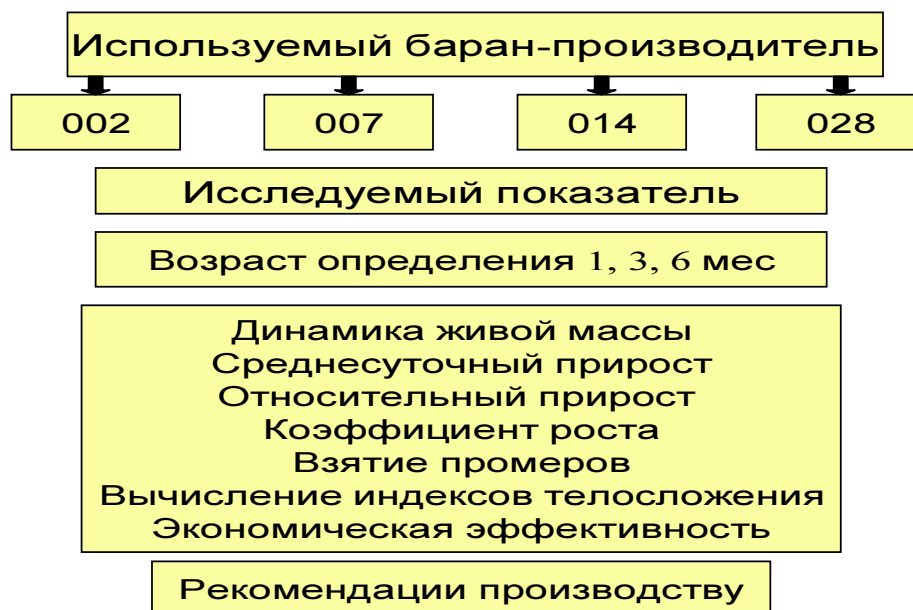 Используемый баран-производитель
002
007
014
028
Исследуемый показатель
Возраст определения 1, 3, 6 мес
Динамика живой массы
Среднесуточный прирост
Относительный прирост
Коэффициент роста
Взятие промеров
Вычисление индексов телосложения
Экономическая эффективность
Рекомендации производству